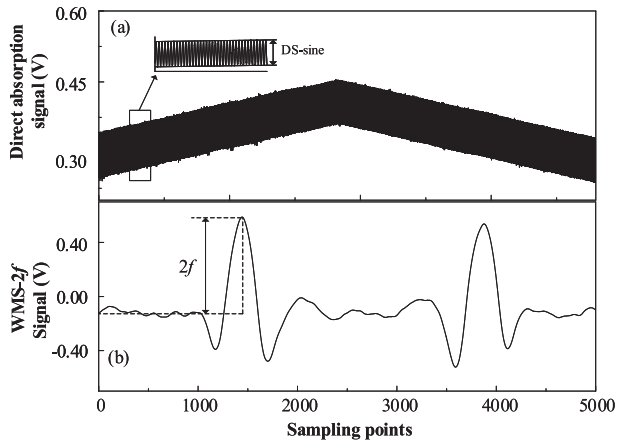 0.60
(a)
DS-sine
0.45
0.30
Direct absorption
signal (V)
0.40
2f
0.00
-0.40
(b)
WMS-2f
Signal (V)
0
1000
2000
3000
4000
5000
Sampling points